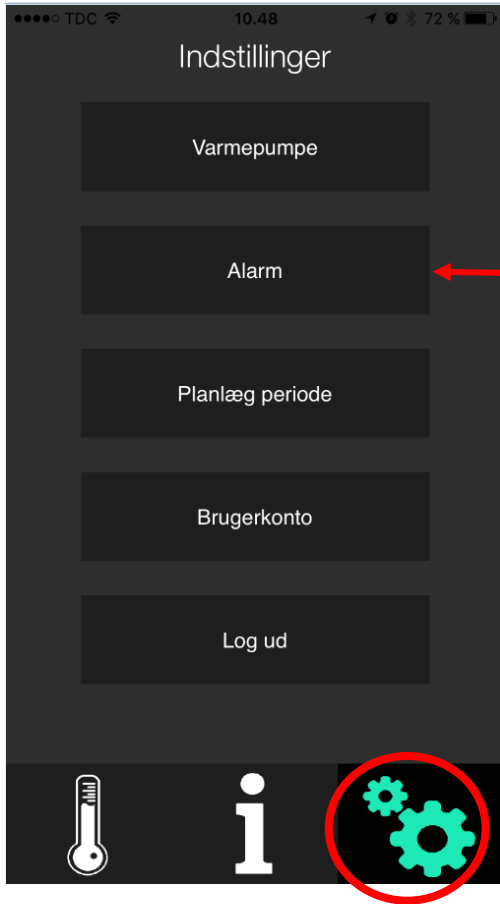 TDC 10.48 72 %
Indstillinger
Varmepumpe
Alarm
Planlæg periode
Brugerkonto
Log ud
i